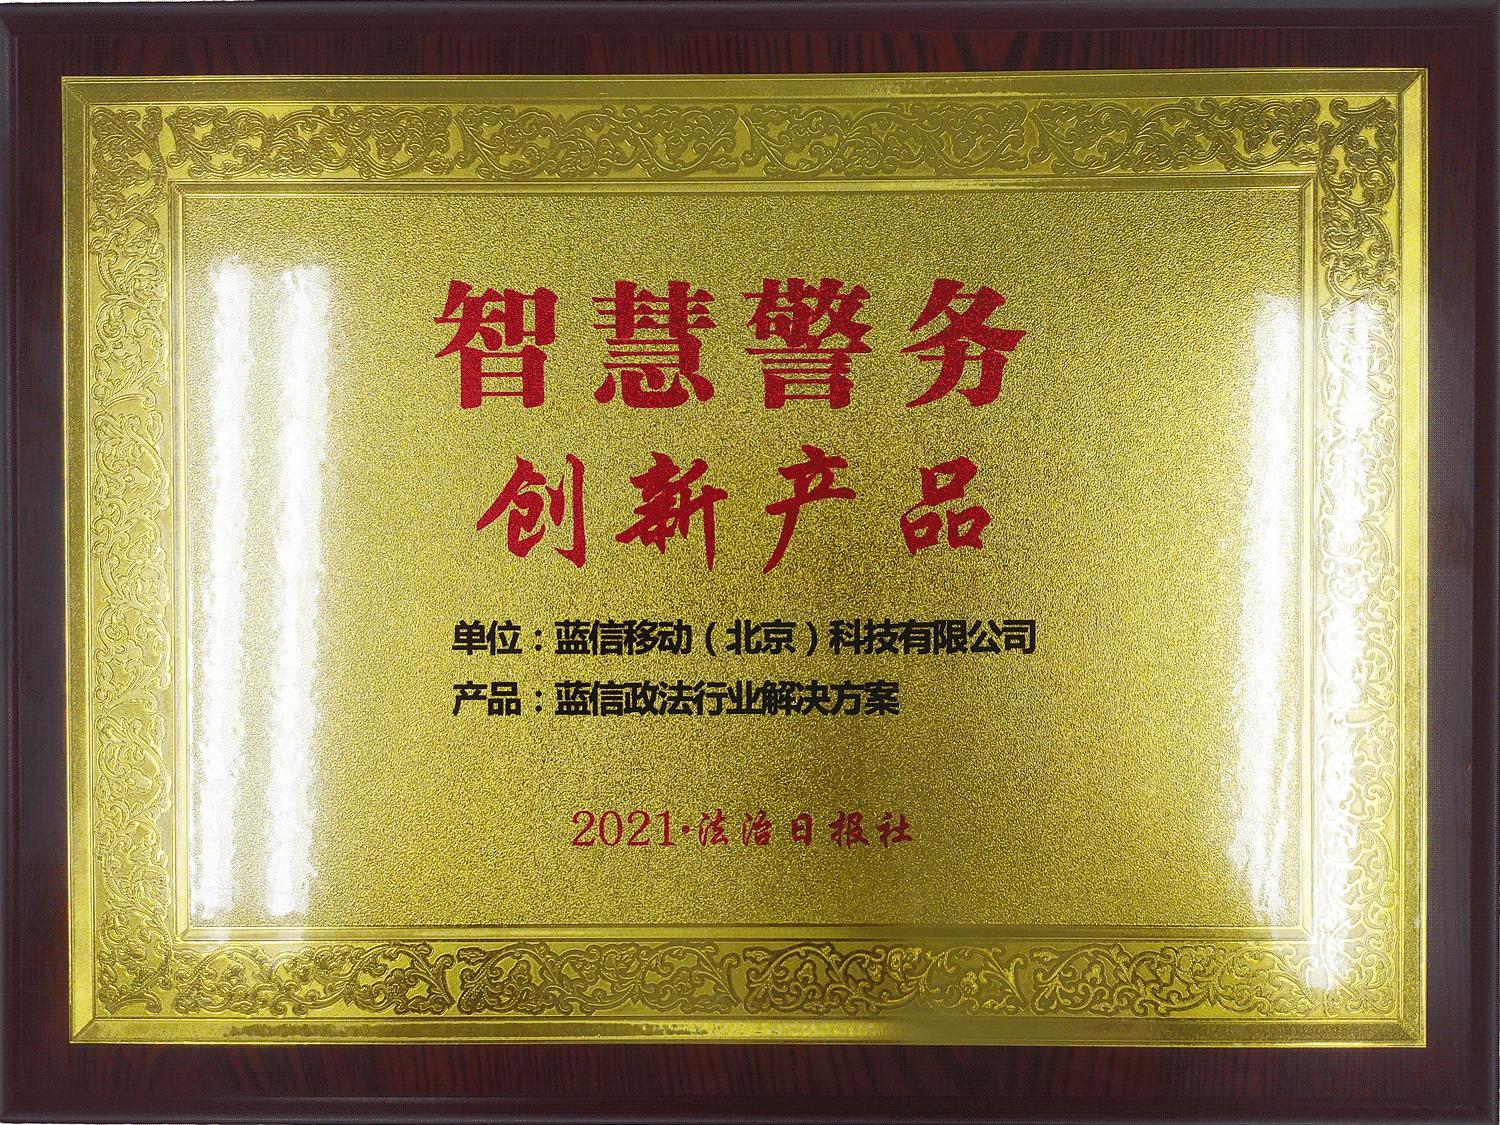 智慧警务
创新产品
单位：蓝信移动（北京）科技有限公司
产品：蓝信政法行业解决方案
2021·法治日报社